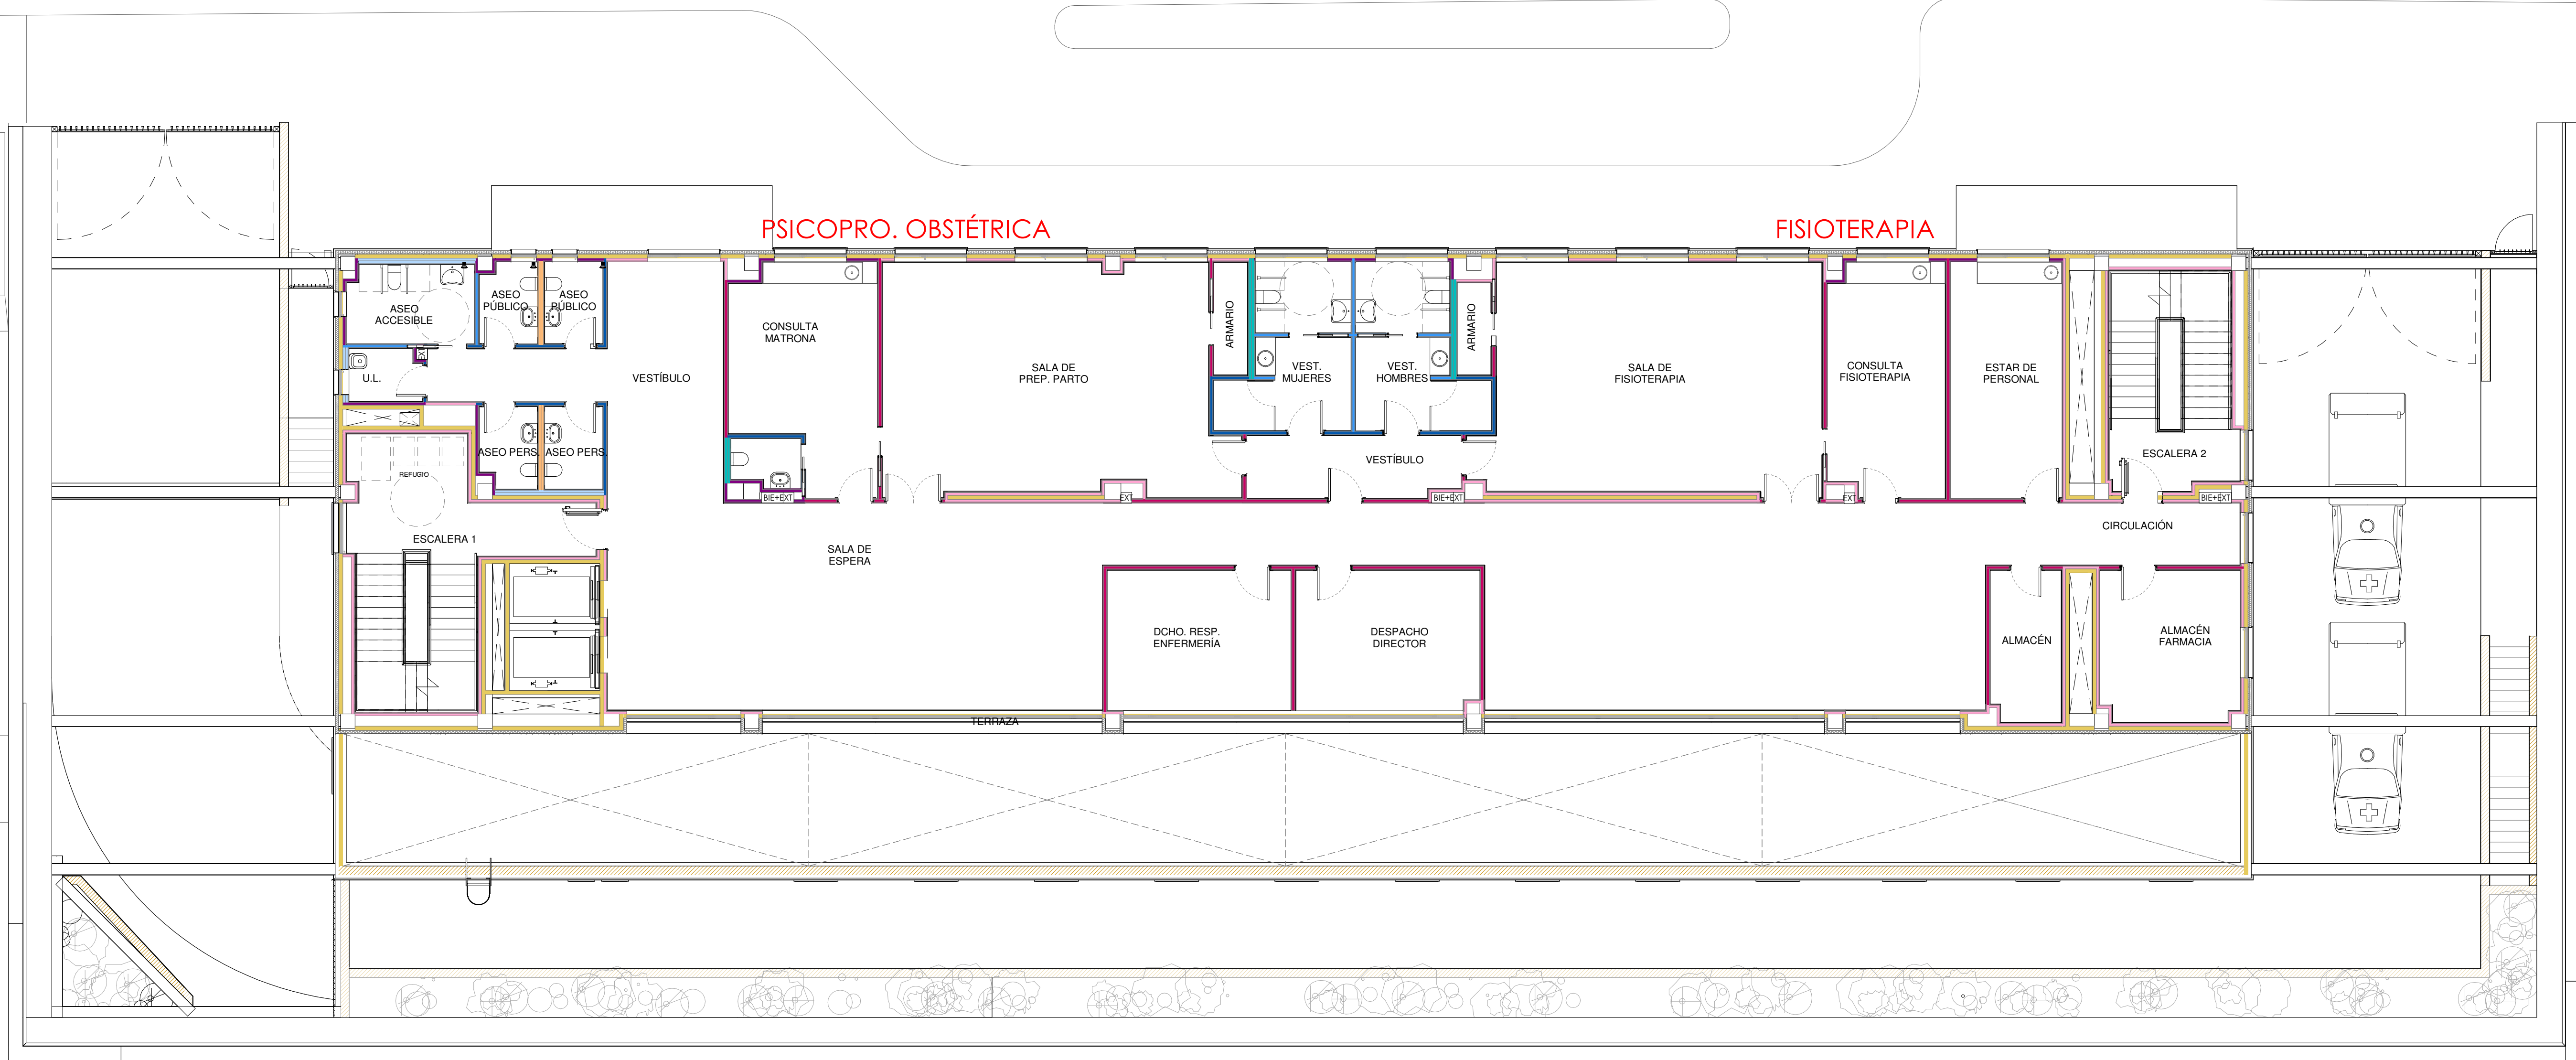 PSICOPRO. OBSTÉTRICA
FISIOTERAPIA
ASEO
ACCESIBLE
ASEO
PÚBLICO
ASEO
PÚBLICO
U.L.
EXT
VESTÍBULO
CONSULTA
MATRONA
SALA DE
PREP. PARTO
ARMARIO
VEST.
MUJERES
VEST.
HOMBRES
ARMARIO
SALA DE
FISIOTERAPIA
CONSULTA
FISIOTERAPIA
ESTAR DE
PERSONAL
ASEO PERS.
ASEO PERS.
REFUGIO
VESTÍBULO
ESCALERA 2
BIE+EXT
EXT
BIE+EXT
EXT
BIE+EXT
ESCALERA 1
SALA DE
ESPERA
CIRCULACIÓN
DCHO. RESP.
ENFERMERÍA
DESPACHO
DIRECTOR
ALMACÉN
ALMACÉN
FARMACIA
TERRAZA